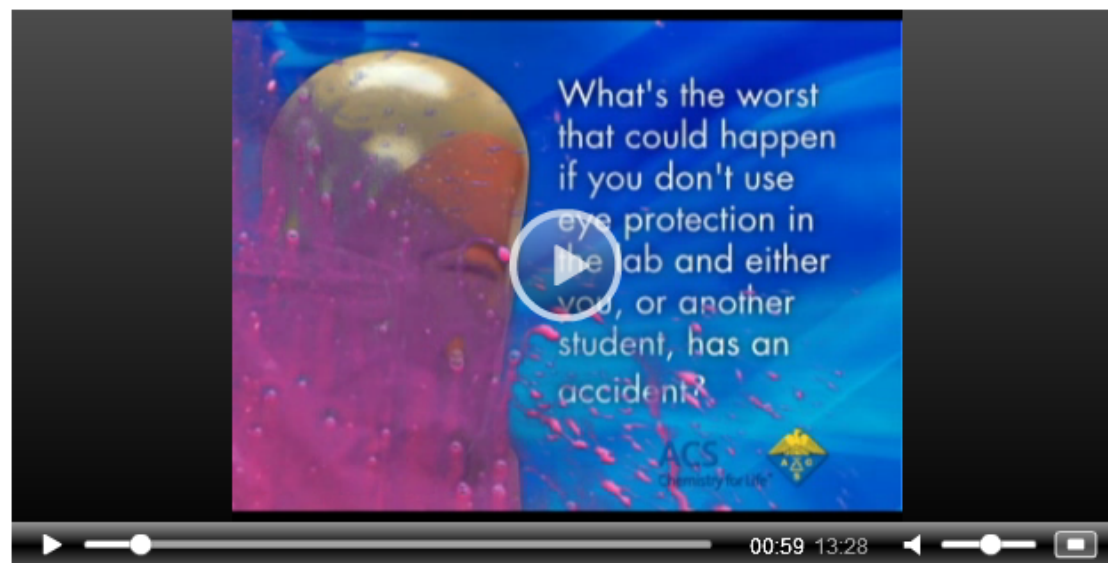 What's the worst
that could happen
if you don't use
eye protection in
the lab and either
you, or another
student, has an
accident?
ACS
Chemistry for Life™
00:59 13:28